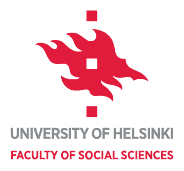 UNIVERSITY OF HELSINKI
FACULTY OF SOCIAL SCIENCES